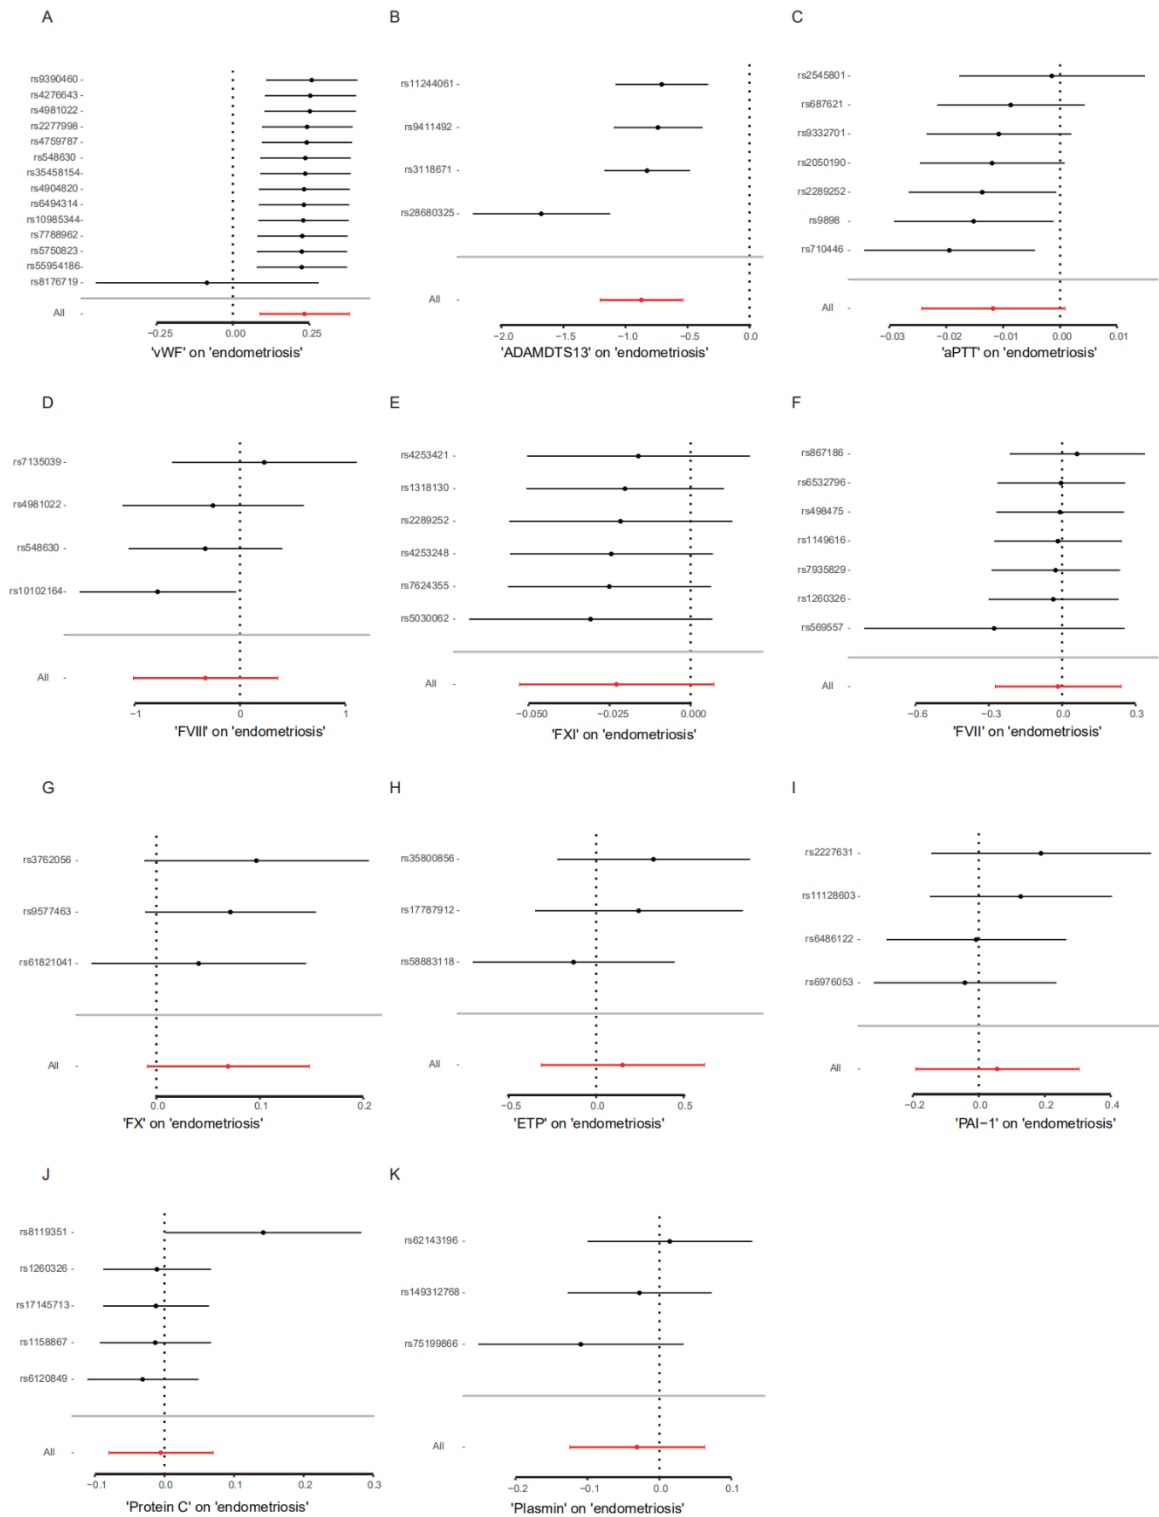 A
rs9390460
rs4276643
rs4981022
rs2277998
rs4759787
rs548630
rs35458154
rs4904820
rs6494314
rs10985344
rs7788962
rs5750823
rs55954186
rs8176719
All
−0.25 0.00 0.25
'vWF' on 'endometriosis'
B
rs11244061
rs9411492
rs3118671
rs28680325
All
−2.0 −1.5 −1.0 −0.5 0.0
'ADAMDTS13' on 'endometriosis'
C
rs2545801
rs687621
rs9332701
rs2050190
rs2289252
rs9898
rs710446
All
−0.03 −0.02 −0.01 0.00 0.01
'aPTT' on 'endometriosis'
D
rs7135039
rs4981022
rs548630
rs10102164
All
−1 0 1
'FVIII' on 'endometriosis'
E
rs4253421
rs1318130
rs2289252
rs4253248
rs7624355
rs5030062
All
−0.050 −0.025 0.000
'FXI' on 'endometriosis'
F
rs867186
rs6532796
rs498475
rs1149616
rs7935829
rs1260326
rs569557
All
−0.6 −0.3 0.0 0.3
'FVII' on 'endometriosis'
G
rs3762056
rs9577463
rs61821041
All
0.0 0.1 0.2
'FX' on 'endometriosis'
H
rs35800856
rs17787912
rs58883118
All
−0.5 0.0 0.5
'ETP' on 'endometriosis'
I
rs2227631
rs11128603
rs6486122
rs6976053
All
−0.2 0.0 0.2 0.4
'PAI−1' on 'endometriosis'
J
rs8119351
rs1260326
rs17145713
rs1158867
rs6120849
All
−0.1 0.0 0.1 0.2 0.3
'Protein C' on 'endometriosis'
K
rs62143196
rs149312768
rs75199866
All
−0.2 −0.1 0.0 0.1
'Plasmin' on 'endometriosis'